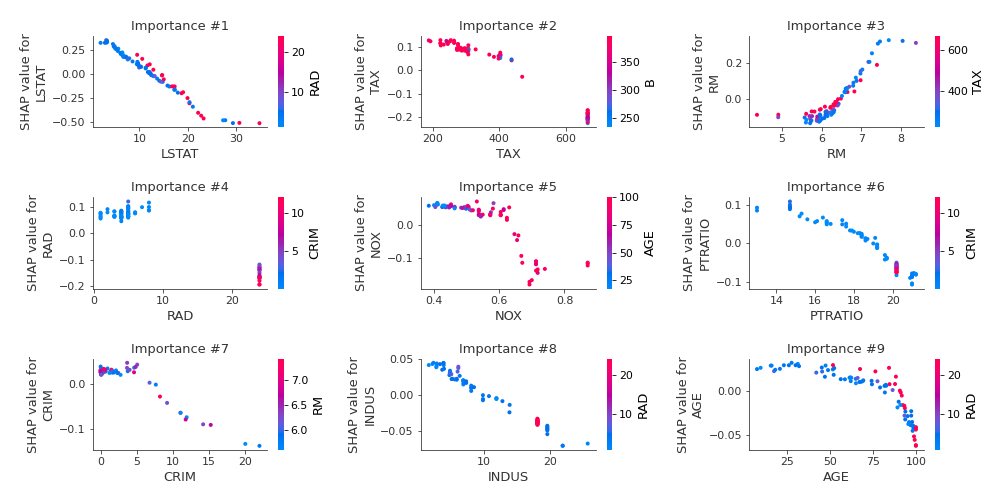 Importance #1
SHAP value for
LSTAT
0.25
0.00
−0.25
−0.50
10
20
30
LSTAT
20
10
RAD
Importance #2
SHAP value for
TAX
0.1
0.0
−0.1
−0.2
200
400
600
TAX
350
300
250
B
Importance #3
SHAP value for
RM
0.2
0.0
5
6
7
8
RM
600
400
TAX
Importance #4
SHAP value for
RAD
0.1
0.0
−0.1
−0.2
0
20
RAD
10
5
CRIM
Importance #5
SHAP value for
NOX
0.0
−0.1
0.4
0.6
0.8
NOX
100
75
50
25
AGE
Importance #6
SHAP value for
PTRATIO
0.1
0.0
−0.1
14
16
18
20
PTRATIO
10
5
CRIM
Importance #7
SHAP value for
CRIM
0.0
−0.1
0
5
10
15
20
CRIM
7.0
6.5
6.0
RM
Importance #8
SHAP value for
INDUS
0.05
0.00
−0.05
10
20
INDUS
20
10
RAD
Importance #9
SHAP value for
AGE
0.00
−0.05
25
50
75
100
AGE
20
10
RAD